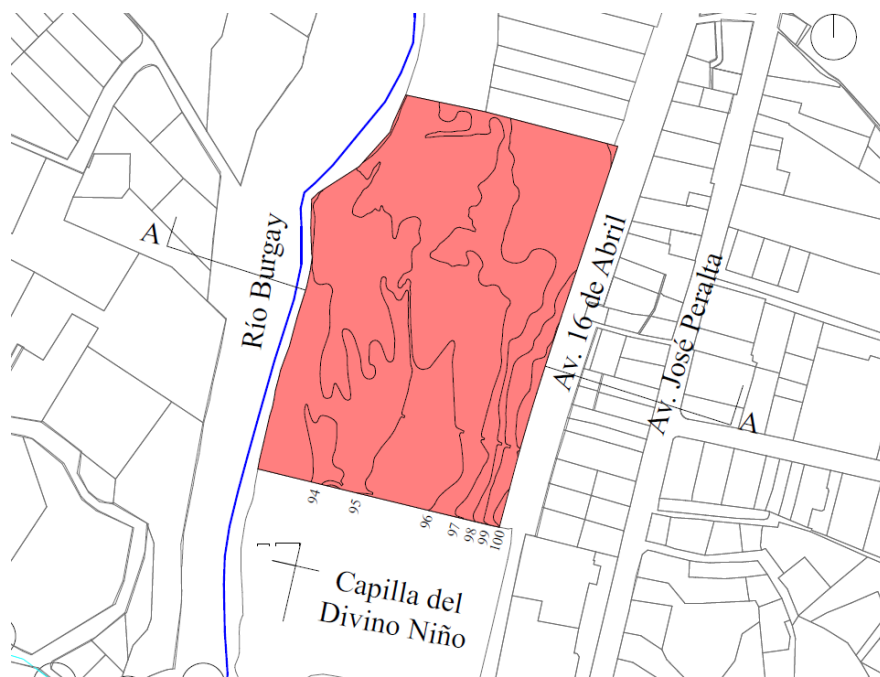 A
Río Burgay
Av. 16 de Abril
Av. José Peralta
A
94
95
96
97
98
99
100
Capilla del
Divino Niño